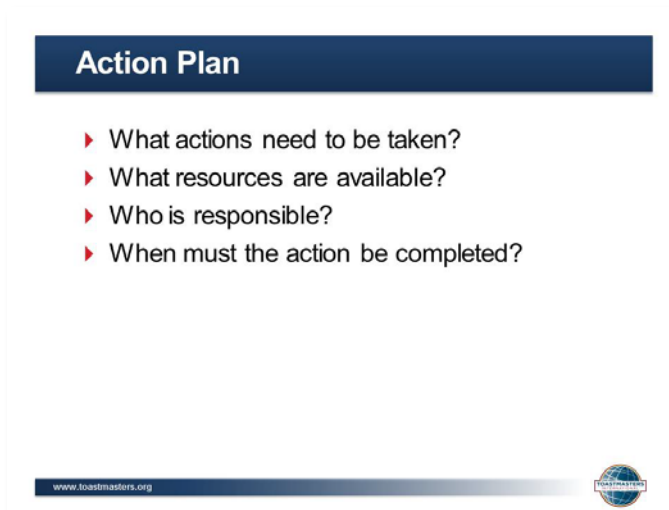 Action Plan
What actions need to be taken?
What resources are available?
Who is responsible?
When must the action be completed?
www.toastmasters.org
TOASTMASTERS
INTERNATIONAL